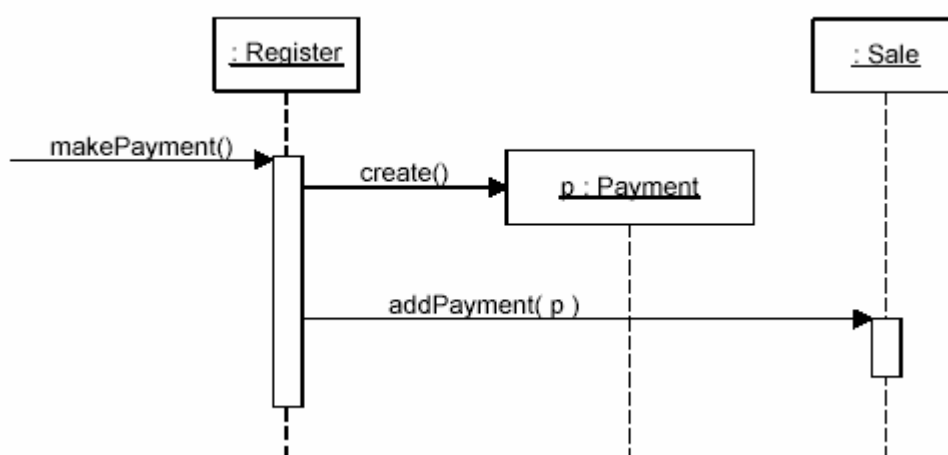 : Register
: Sale
makePayment()
create()
p : Payment
addPayment( p )